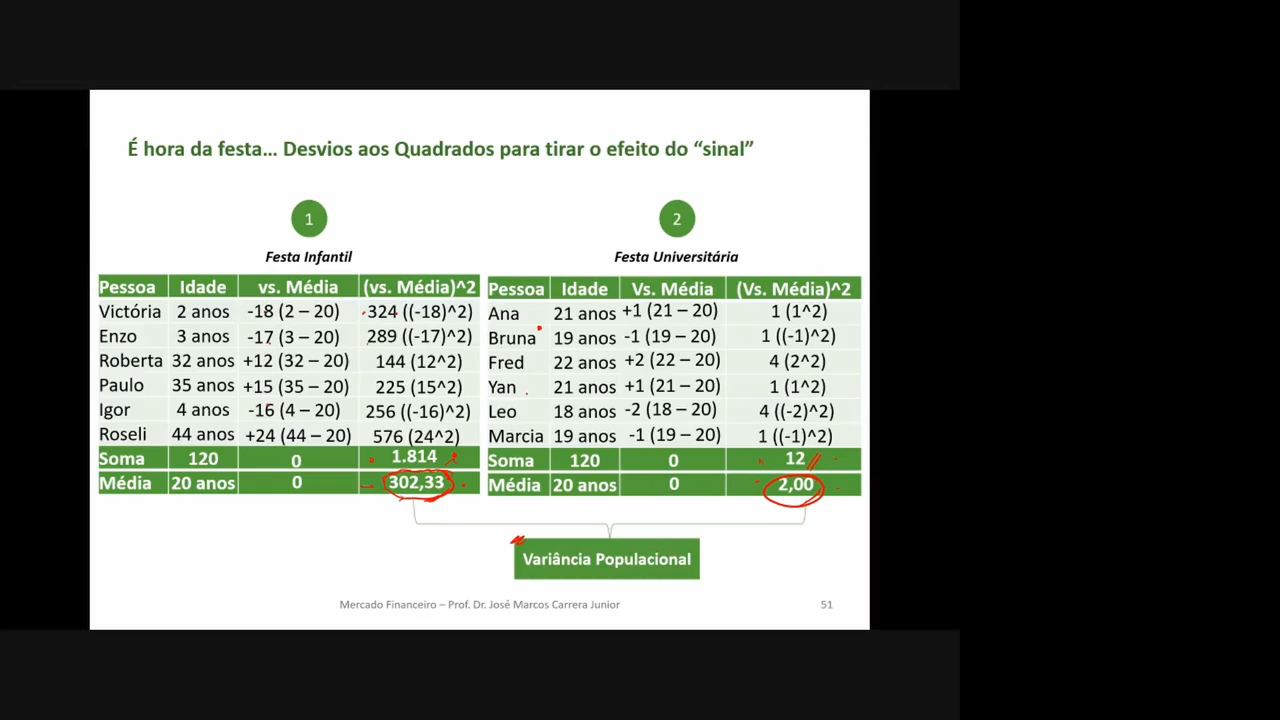 É hora da festa... Desvios aos Quadrados para tirar o efeito do “sinal”
1
Festa Infantil
Pessoa Idade vs. Média (vs. Média)^2
Victória 2 anos -18 (2 – 20) 324 ((-18)^2)
Enzo 3 anos -17 (3 – 20) 289 ((-17)^2)
Roberta 32 anos +12 (32 – 20) 144 (12^2)
Paulo 35 anos +15 (35 – 20) 225 (15^2)
Igor 4 anos -16 (4 – 20) 256 ((-16)^2)
Roseli 44 anos +24 (44 – 20) 576 (24^2)
Soma 120 0 1.814
Média 20 anos 0 302,33
2
Festa Universitária
Pessoa Idade Vs. Média (Vs. Média)^2
Ana 21 anos +1 (21 – 20) 1 (1^2)
Bruna 19 anos -1 (19 – 20) 1 ((-1)^2)
Fred 22 anos +2 (22 – 20) 4 (2^2)
Yan 21 anos +1 (21 – 20) 1 (1^2)
Leo 18 anos -2 (18 – 20) 4 ((-2)^2)
Marcia 19 anos -1 (19 – 20) 1 ((-1)^2)
Soma 120 0 12
Média 20 anos 0 2,00
Variância Populacional
Mercado Financeiro – Prof. Dr. José Marcos Carrera Junior
51